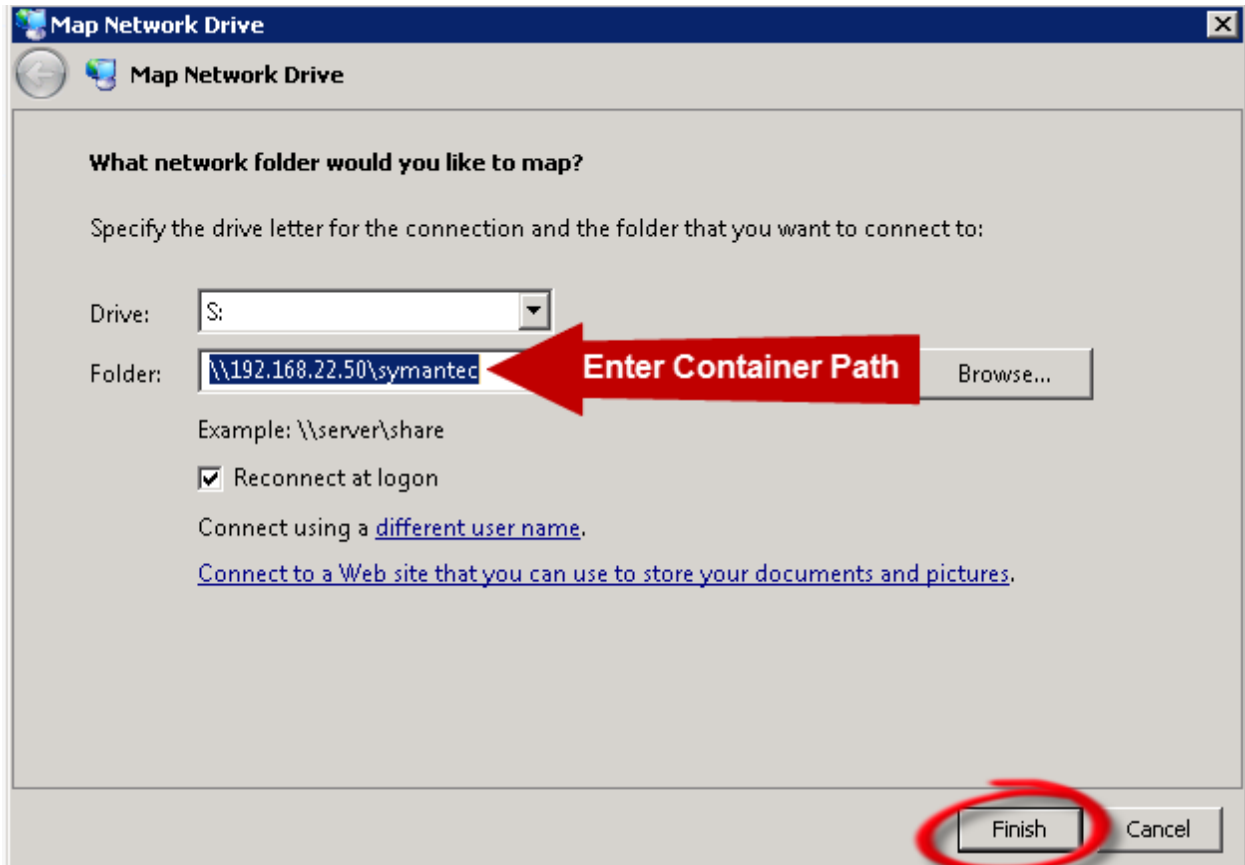 Map Network Drive
Map Network Drive
What network folder would you like to map?
Specify the drive letter for the connection and the folder that you want to connect to:
Drive: S:
Folder: \\192.168.22.50\symantec Enter Container Path Browse...
Example: \\server\share
Reconnect at logon
Connect using a different user name.
Connect to a Web site that you can use to store your documents and pictures.
Finish Cancel